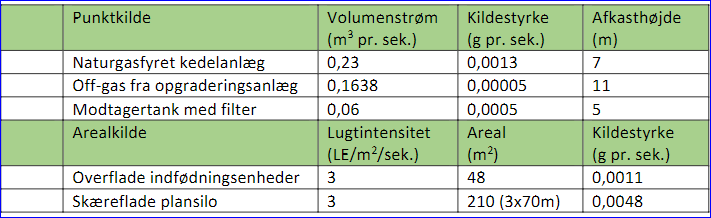 Punktkilde Volumenstrøm (m³ pr. sek.) Kildestyrke (g pr. sek.) Afkasthøjde (m)
Naturgasfyret kedelanlæg 0,23 0,0013 7
Off-gas fra opgraderingsanlæg 0,1638 0,00005 11
Modtagertank med filter 0,06 0,0005 5
Arealkilde Lugtintensitet (LE/m²/sek.) Areal (m²) Kildestyrke (g pr. sek.)
Overflade indfødningsenheder 3 48 0,0011
Skæreflade plansilo 3 210 (3x70m) 0,0048